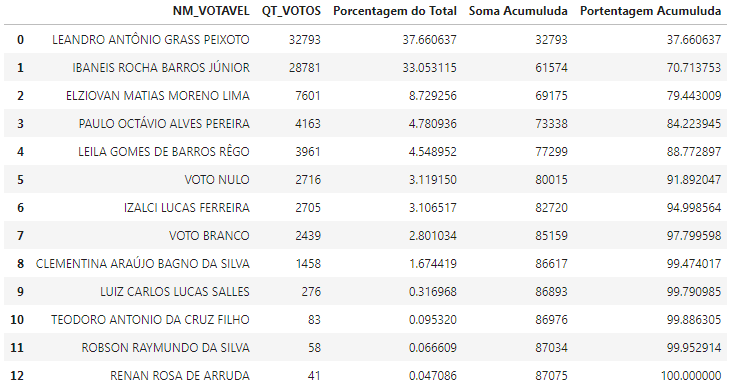 NM_VOTAVEL QT_VOTOS Porcentagem do Total Soma Acumuluda Portentagem Acumuluda
0 LEANDRO ANTÔNIO GRASS PEIXOTO 32793 37.660637 32793 37.660637
1 IBANEIS ROCHA BARROS JÚNIOR 28781 33.053115 61574 70.713753
2 ELZIOVAN MATIAS MORENO LIMA 7601 8.729256 69175 79.443009
3 PAULO OCTÁVIO ALVES PEREIRA 4163 4.780936 73338 84.223945
4 LEILA GOMES DE BARROS RÊGO 3961 4.548952 77299 88.772897
5 VOTO NULO 2716 3.119150 80015 91.892047
6 IZALCI LUCAS FERREIRA 2705 3.106517 82720 94.998564
7 VOTO BRANCO 2439 2.801034 85159 97.799598
8 CLEMENTINA ARAÚJO BAGNO DA SILVA 1458 1.674419 86617 99.474017
9 LUIZ CARLOS LUCAS SALLES 276 0.316968 86893 99.790985
10 TEODORO ANTONIO DA CRUZ FILHO 83 0.095320 86976 99.886305
11 ROBSON RAYMUNDO DA SILVA 58 0.066609 87034 99.952914
12 RENAN ROSA DE ARRUDA 41 0.047086 87075 100.000000